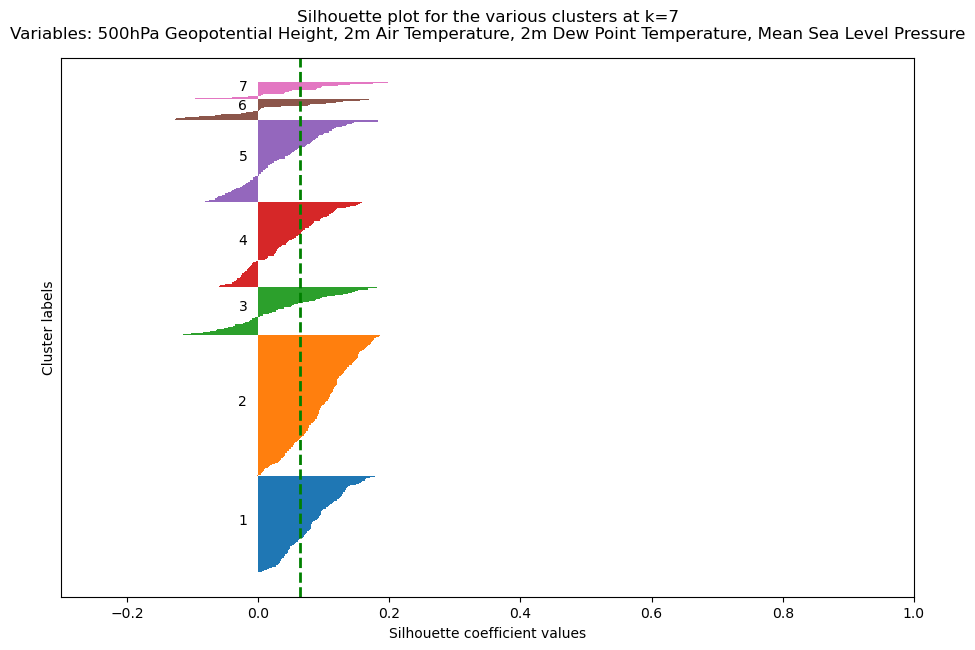 Silhouette plot for the various clusters at k=7
Variables: 500hPa Geopotential Height, 2m Air Temperature, 2m Dew Point Temperature, Mean Sea Level Pressure
7
6
5
4
3
2
1
Cluster labels
−0.2 0.0 0.2 0.4 0.6 0.8 1.0
Silhouette coefficient values